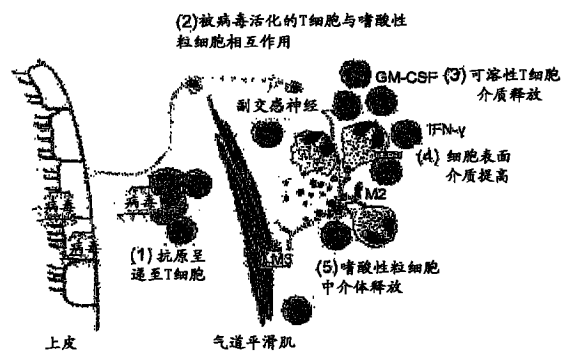 (2)被病毒活化的T细胞与嗜酸性
粒细胞相互作用
GM-CSF
(3)可溶性T细胞
介质释放
副交感神经
IFN-γ
(4) 细胞表面
介质提高
病毒
M2
病毒
(1)抗原呈
递至T细胞
病毒
M3
(5)嗜酸性粒细胞
中介体释放
上皮
气道平滑肌